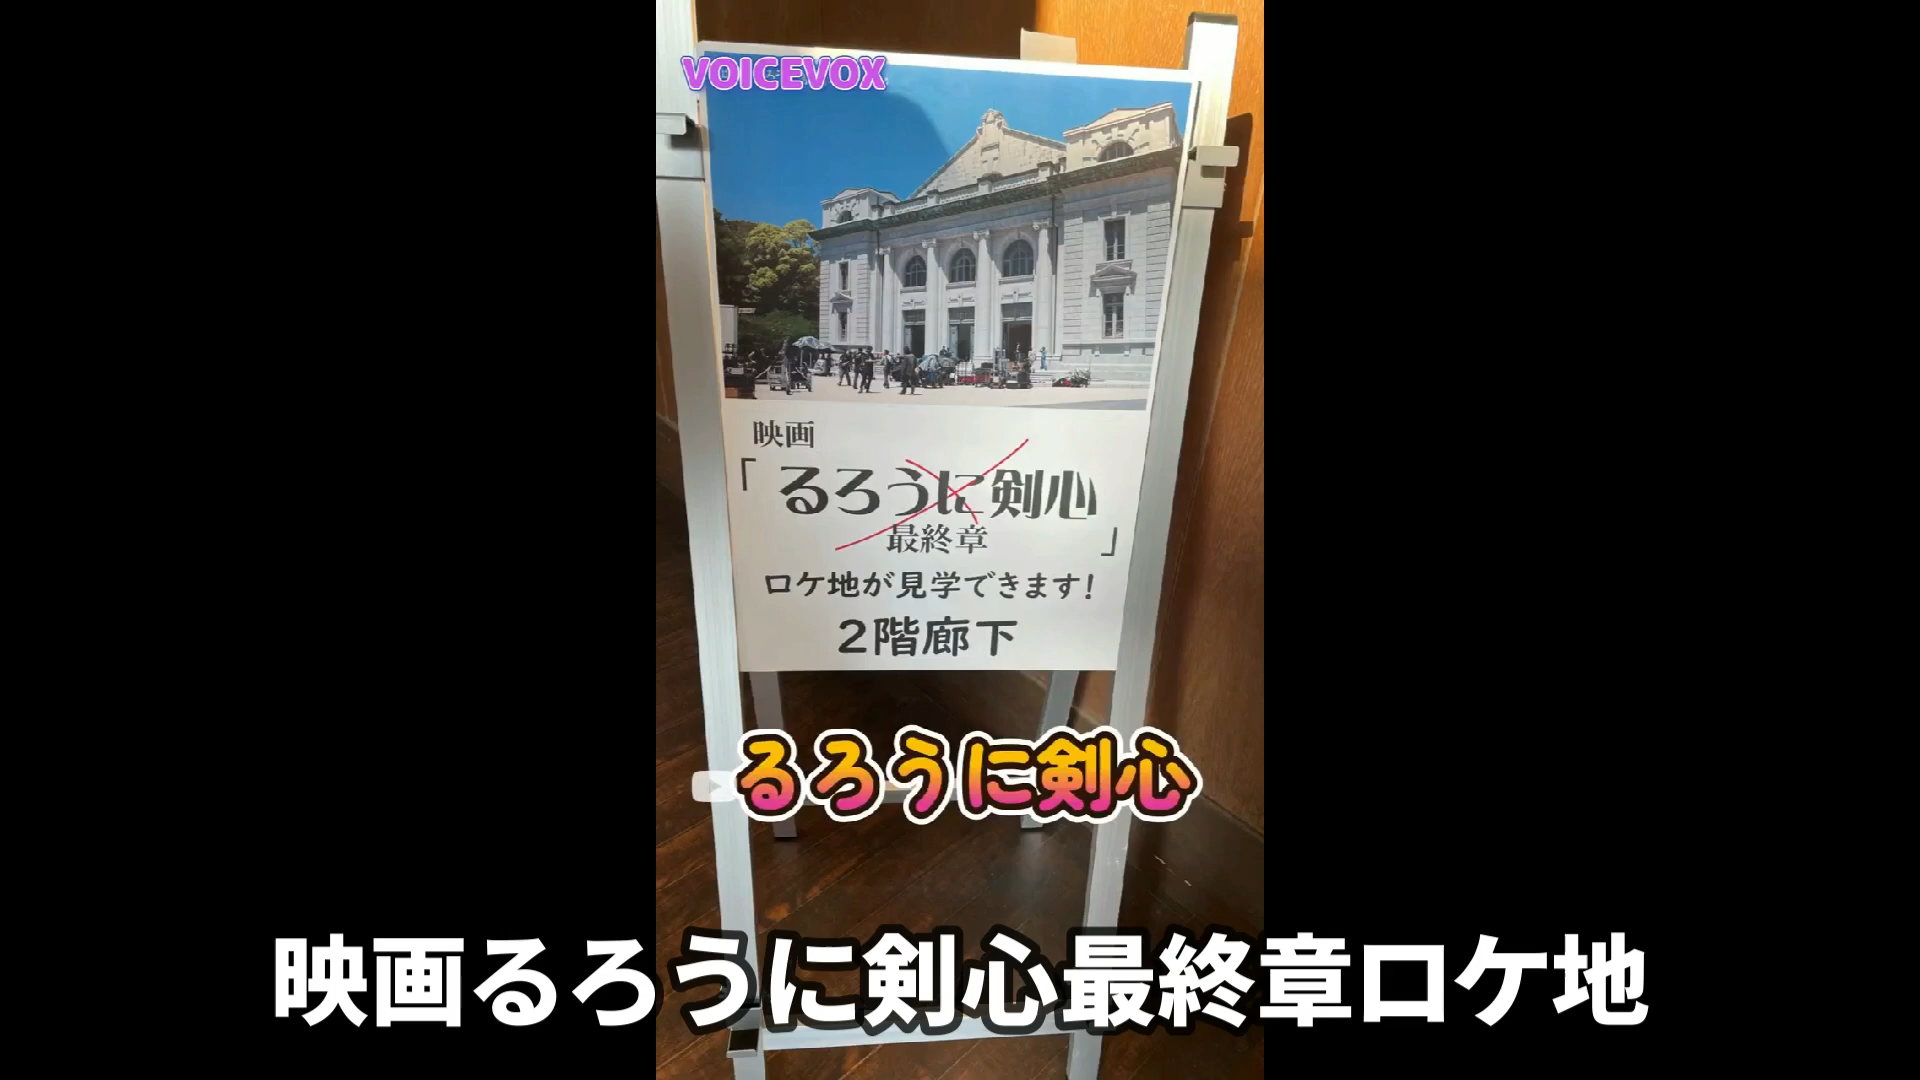 VOICEVOX
映画
「るろうに剣心
最終章」
ロケ地が見学できます!
2階廊下
るろうに剣心
映画るろうに剣心最終章ロケ地